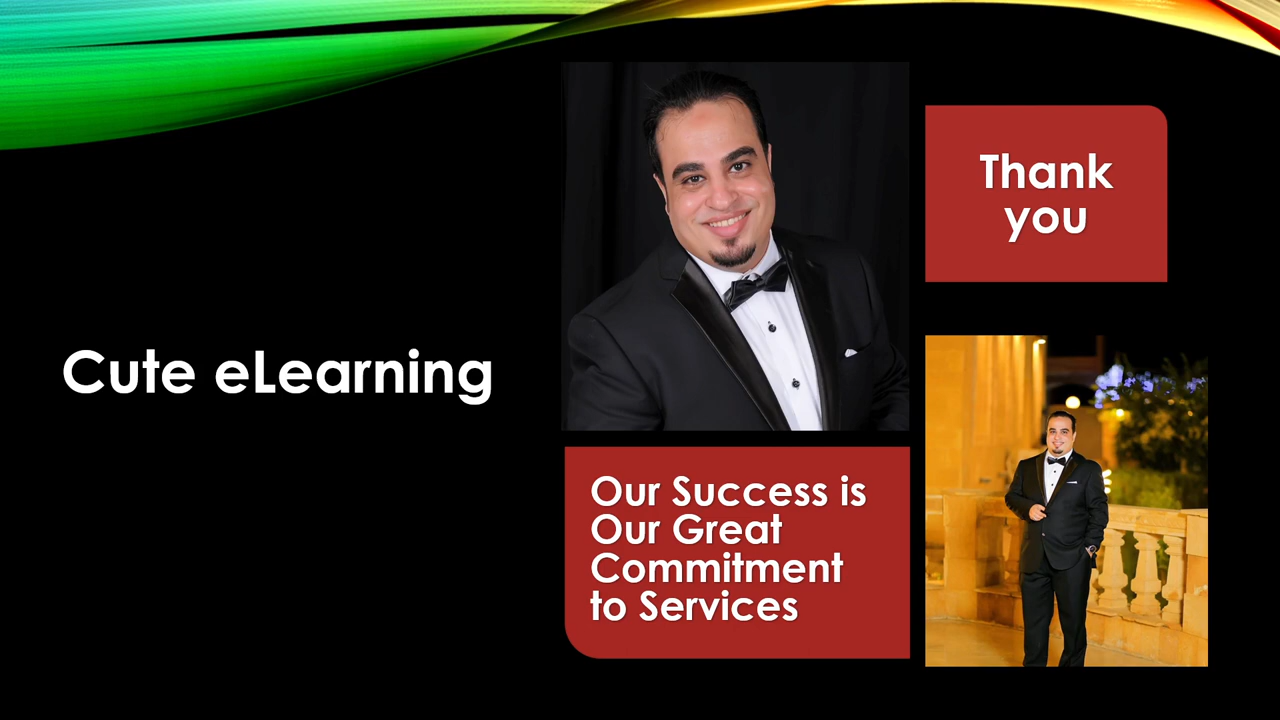 Cute eLearning
Thank
you
Our Success is
Our Great
Commitment
to Services